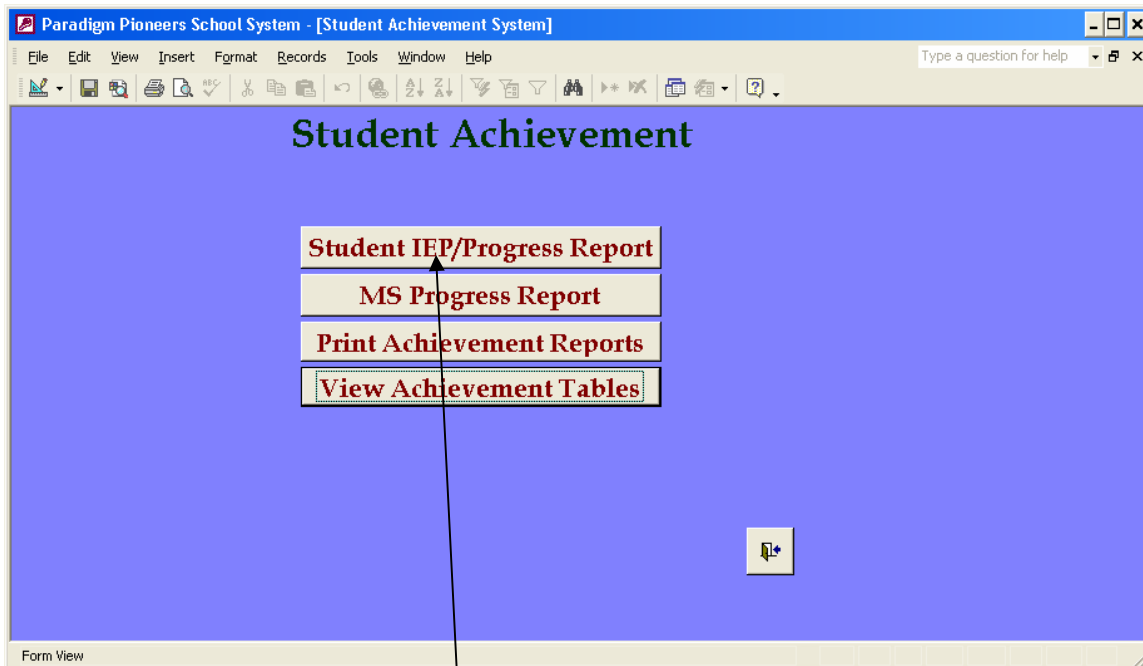 Paradigm Pioneers School System - [Student Achievement System]
File Edit View Insert Format Records Tools Window Help Type a question for help
Student Achievement
Student IEP/Progress Report
MS Progress Report
Print Achievement Reports
View Achievement Tables
Form View